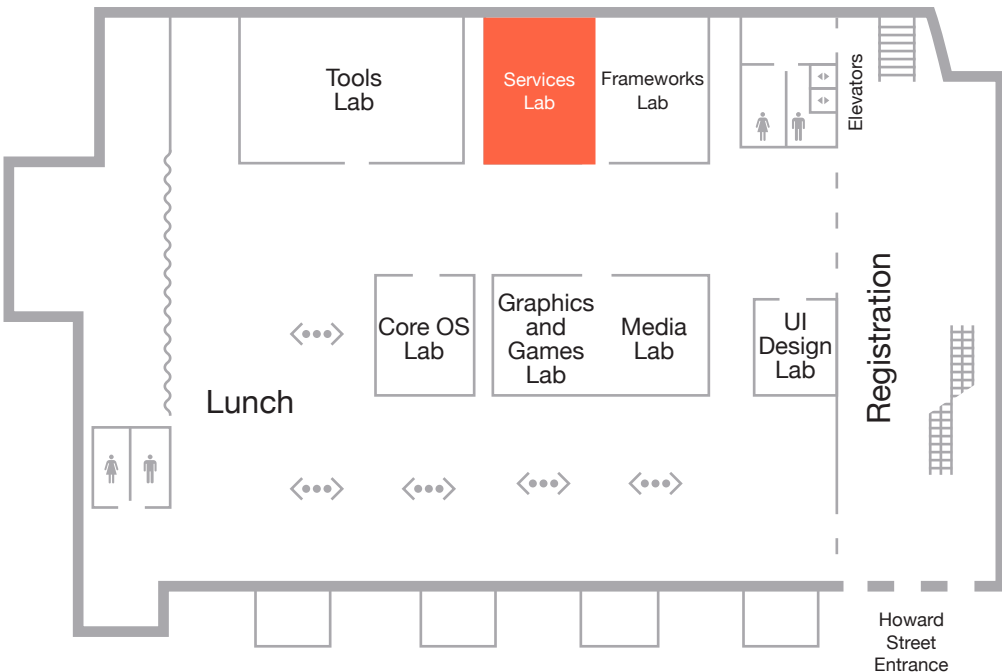 Tools
Lab
Services
Lab
Frameworks
Lab
Elevators
Core OS
Lab
Graphics
and
Games
Lab
Media
Lab
UI
Design
Lab
Registration
Lunch
Howard
Street
Entrance